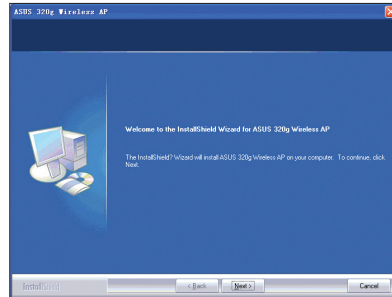 ASUS 320g Wireless AP
Welcome to the InstallShield Wizard for ASUS 320g Wireless AP
The InstallShield? Wizard will install ASUS 320g Wireless AP on your computer. To continue, click
Next.
InstallShield
< Back
Next >
Cancel